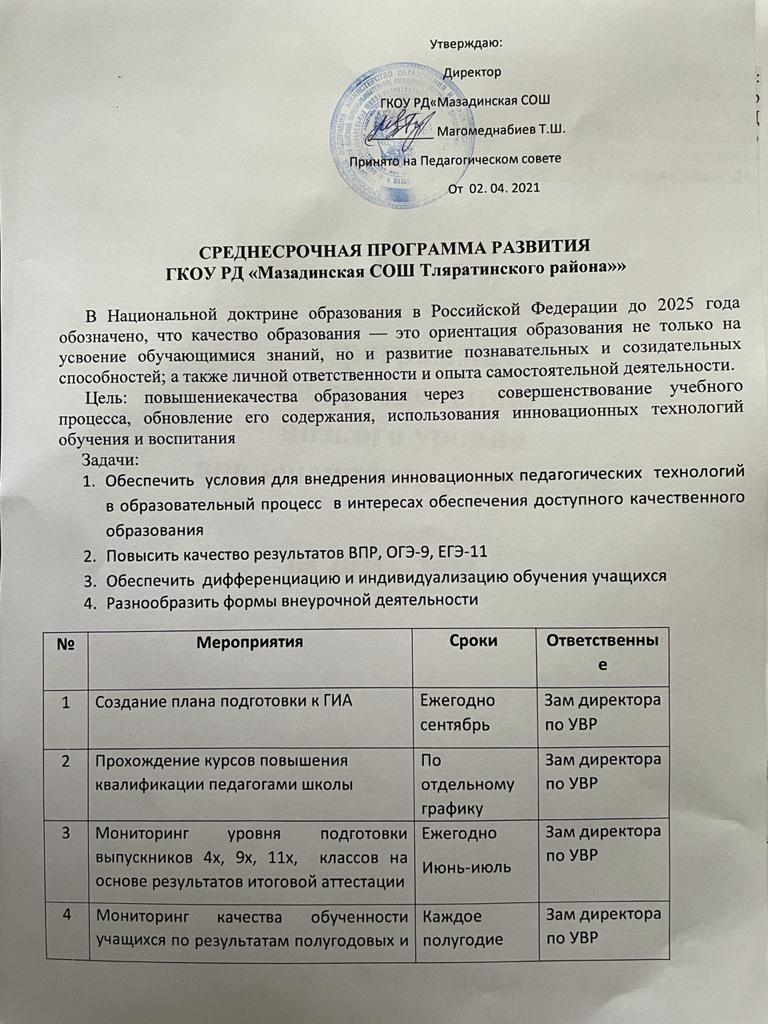 Утверждаю:
Директор
ГКОУ РД«Мазадинская СОШ
Магомеднабиев Т.Ш.
Принято на Педагогическом совете
От 02. 04. 2021
СРЕДНЕСРОЧНАЯ ПРОГРАММА РАЗВИТИЯ
ГКОУ РД «Мазадинская СОШ Тляратинского района»»
В Национальной доктрине образования в Российской Федерации до 2025 года
обозначено, что качество образования — это ориентация образования не только на
усвоение обучающимися знаний, но и развитие познавательных и созидательных
способностей; а также личной ответственности и опыта самостоятельной деятельности.
Цель: повышениекачества образования через совершенствование учебного
процесса, обновление его содержания, использования инновационных технологий
обучения и воспитания
Задачи:
1. Обеспечить условия для внедрения инновационных педагогических технологий
в образовательный процесс в интересах обеспечения доступного качественного
образования
2. Повысить качество результатов ВПР, ОГЭ-9, ЕГЭ-11
3. Обеспечить дифференциацию и индивидуализацию обучения учащихся
4. Разнообразить формы внеурочной деятельности
№ Мероприятия Сроки Ответственны
е
1 Создание плана подготовки к ГИА Ежегодно Зам директора
сентябрь по УВР
2 Прохождение курсов повышения По Зам директора
квалификации педагогами школы отдельному по УВР
графику
3 Мониторинг уровня подготовки Ежегодно Зам директора
выпускников 4х, 9х, 11х, классов на Июнь-июль по УВР
основе результатов итоговой аттестации
4 Мониторинг качества обученности Каждое Зам директора
учащихся по результатам полугодовых и полугодие по УВР